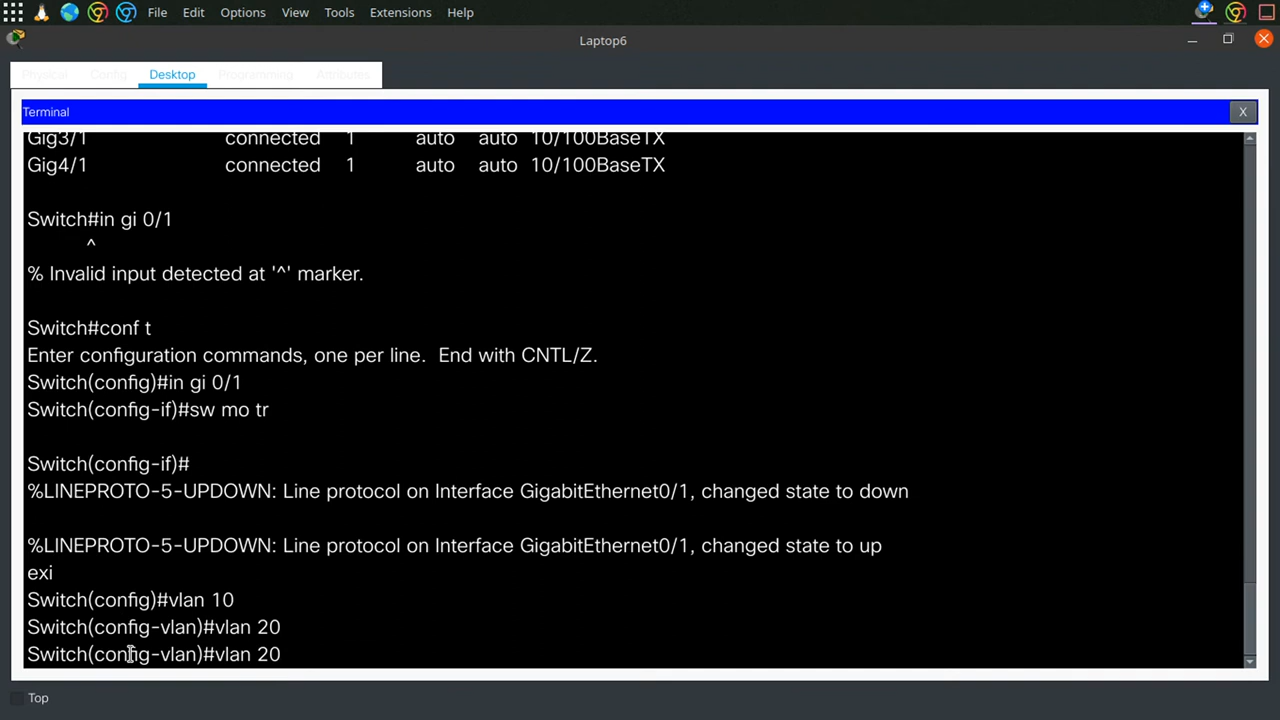 File Edit Options View Tools Extensions Help
Laptop6
Physical Config Desktop Programming Attributes
Terminal X
Gig3/1 connected 1 auto auto 10/100BaseTX
Gig4/1 connected 1 auto auto 10/100BaseTX
Switch#in gi 0/1
^
% Invalid input detected at '^' marker.
Switch#conf t
Enter configuration commands, one per line. End with CNTL/Z.
Switch(config)#in gi 0/1
Switch(config-if)#sw mo tr
Switch(config-if)#
%LINEPROTO-5-UPDOWN: Line protocol on Interface GigabitEthernet0/1, changed state to down
%LINEPROTO-5-UPDOWN: Line protocol on Interface GigabitEthernet0/1, changed state to up
exi
Switch(config)#vlan 10
Switch(config-vlan)#vlan 20
Switch(config-vlan)#vlan 20
Top